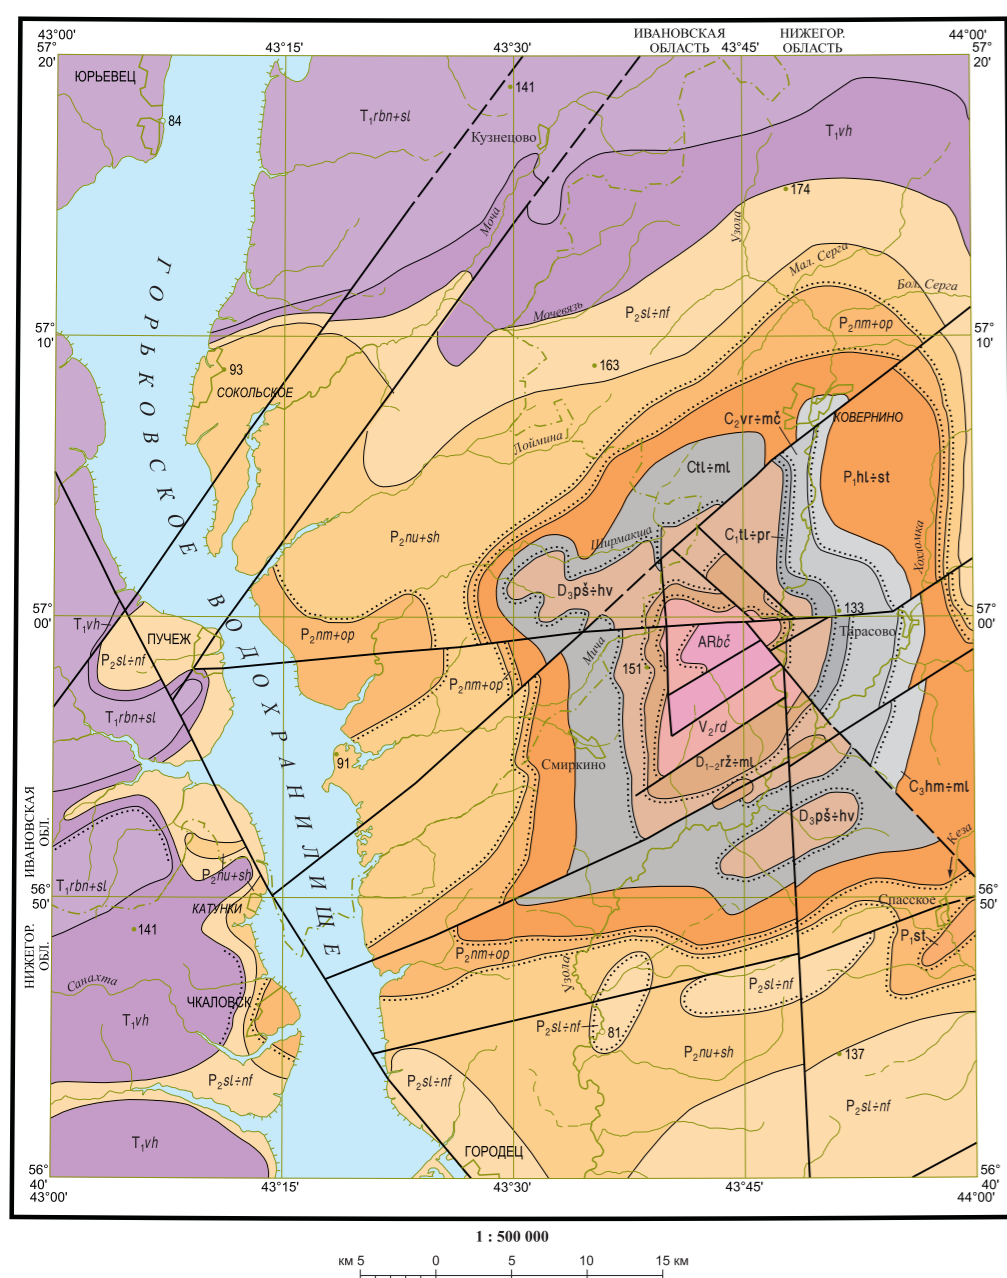 43°00'
43°15'
43°30'
ИВАНОВСКАЯ
ОБЛАСТЬ
43°45'
НИЖЕГОР.
ОБЛАСТЬ
44°00'
57°
20'
57°
20'
ЮРЬЕВЕЦ
84
141
T₁rbn+sl
Кузнецово
T₁vh
174
Моча
Узола
Мал. Серга
Бол. Серга
ГОРЬКОВСКОЕ ВОДОХРАНИЛИЩЕ
Мочевязь
P₂sl÷nf
P₂nm+op
57°
10'
57°
10'
93
СОКОЛЬСКОЕ
163
C₂vr÷mč
КОВЕРНИНО
Лоймина
Ctl÷ml
P₁hl÷st
P₂nu+sh
Ширмакша
C₁tl÷pr
Хохломка
D₃pš÷hv
57°
00'
57°
00'
T₁vh
ПУЧЕЖ
P₂nm+op
133
Тарасово
ARbč
P₂sl÷nf
Мича
151
P₂nm+op
T₁rbn+sl
V₂rd
91
Смиркино
D₁₋₂rž÷ml
C₃hm÷ml
НИЖЕГОР. ИВАНОВСКАЯ
ОБЛ. ОБЛ.
D₃pš÷hv
Кеза
T₁rbn+sl
P₂nu+sh
56°
50'
56°
50'
КАТУНКИ
Спасское
141
P₁st
P₂nm+op
Санахта
Узола
P₂sl÷nf
ЧКАЛОВСК
T₁vh
P₂sl÷nf
81
P₂nu+sh
137
P₂sl÷nf
P₂sl÷nf
P₂sl÷nf
T₁vh
ГОРОДЕЦ
56°
40'
56°
40'
43°00'
43°15'
43°30'
43°45'
44°00'
1 : 500 000
км 5 0 5 10 15 км